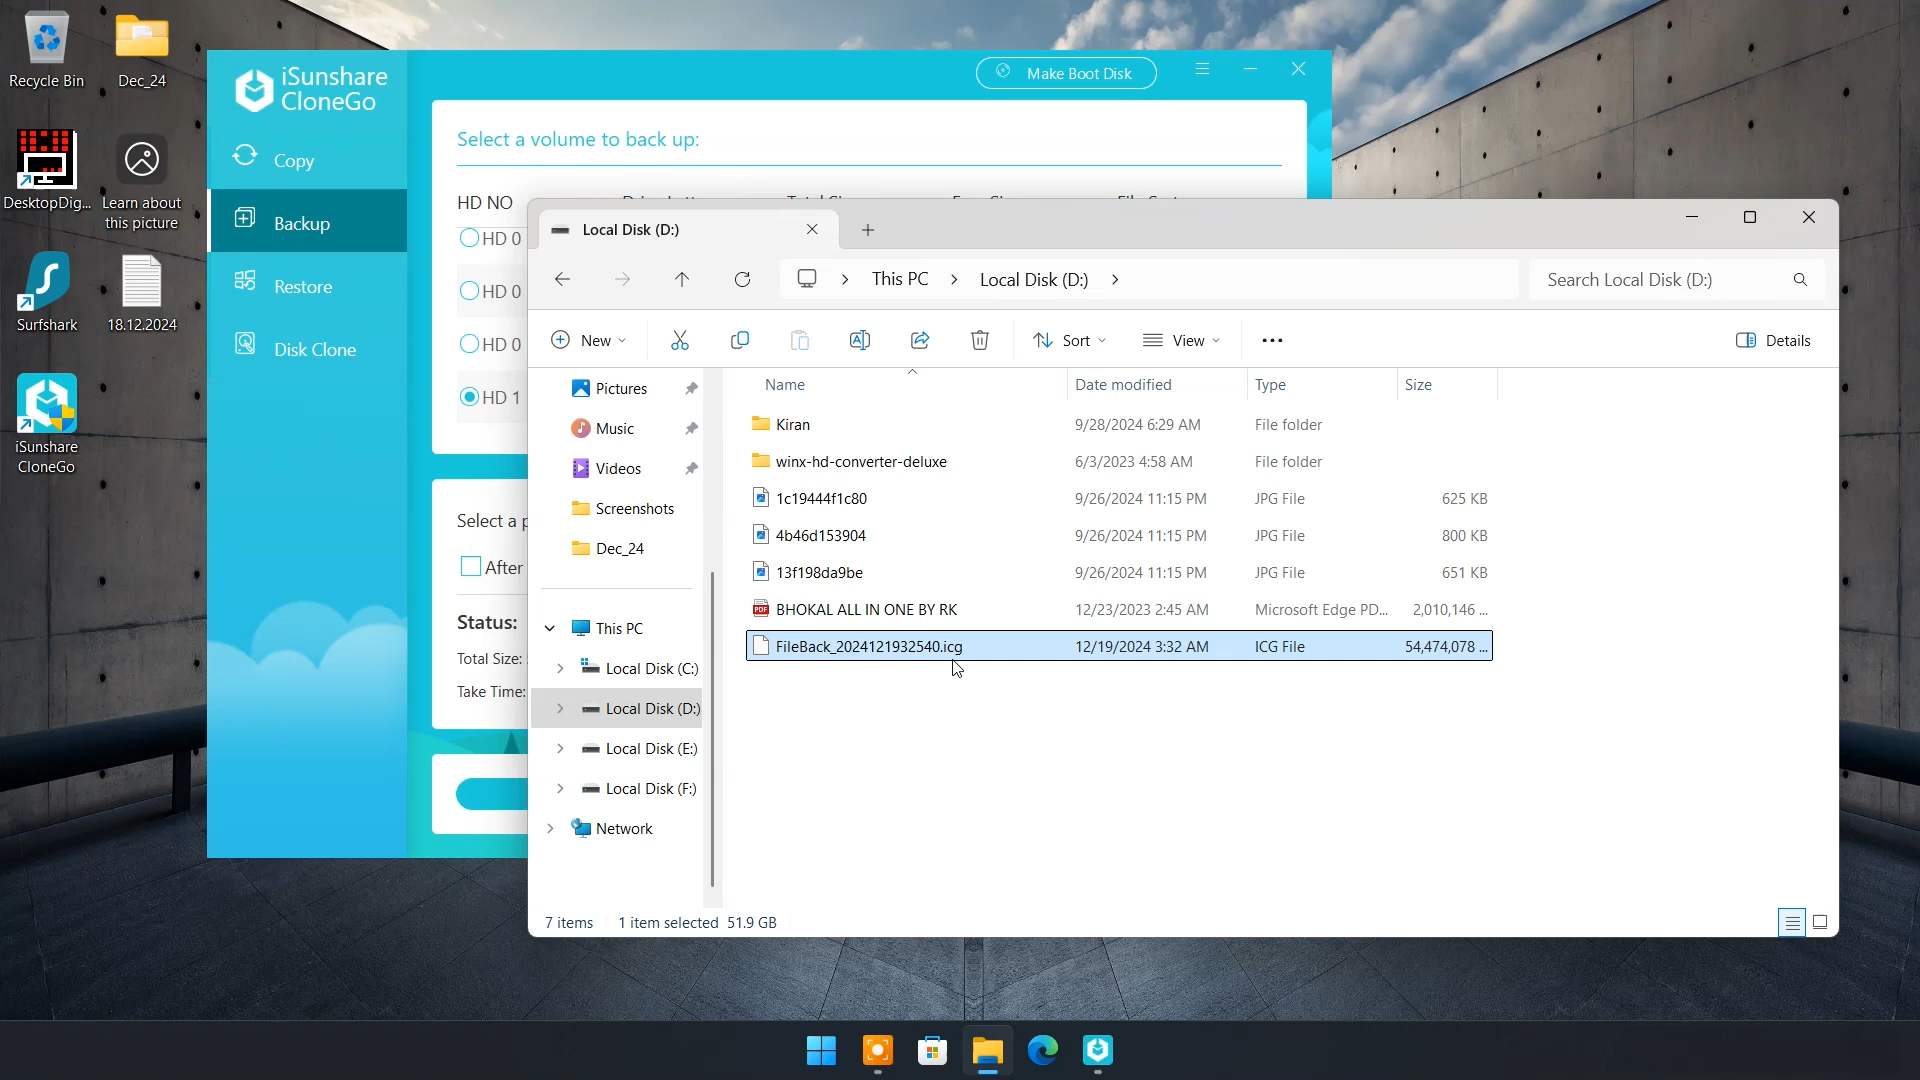 Recycle Bin
Dec_24
DesktopDig...
Learn about
this picture
Surfshark
18.12.2024
iSunshare
CloneGo
iSunshare
CloneGo
Make Boot Disk
Copy
Backup
Restore
Disk Clone
Select a volume to back up:
HD NO
HD 0
HD 0
HD 0
HD 1
Select a p
After
Status:
Total Size:
Take Time:
Local Disk (D:)
This PC
Local Disk (D:)
Search Local Disk (D:)
New
Sort
View
Details
Pictures
Music
Videos
Screenshots
Dec_24
This PC
Local Disk (C:)
Local Disk (D:)
Local Disk (E:)
Local Disk (F:)
Network
Name Date modified Type Size
Kiran 9/28/2024 6:29 AM File folder
winx-hd-converter-deluxe 6/3/2023 4:58 AM File folder
1c19444f1c80 9/26/2024 11:15 PM JPG File 625 KB
4b46d153904 9/26/2024 11:15 PM JPG File 800 KB
13f198da9be 9/26/2024 11:15 PM JPG File 651 KB
BHOKAL ALL IN ONE BY RK 12/23/2023 2:45 AM Microsoft Edge PD... 2,010,146 ...
FileBack_2024121932540.icg 12/19/2024 3:32 AM ICG File 54,474,078 ...
7 items 1 item selected 51.9 GB